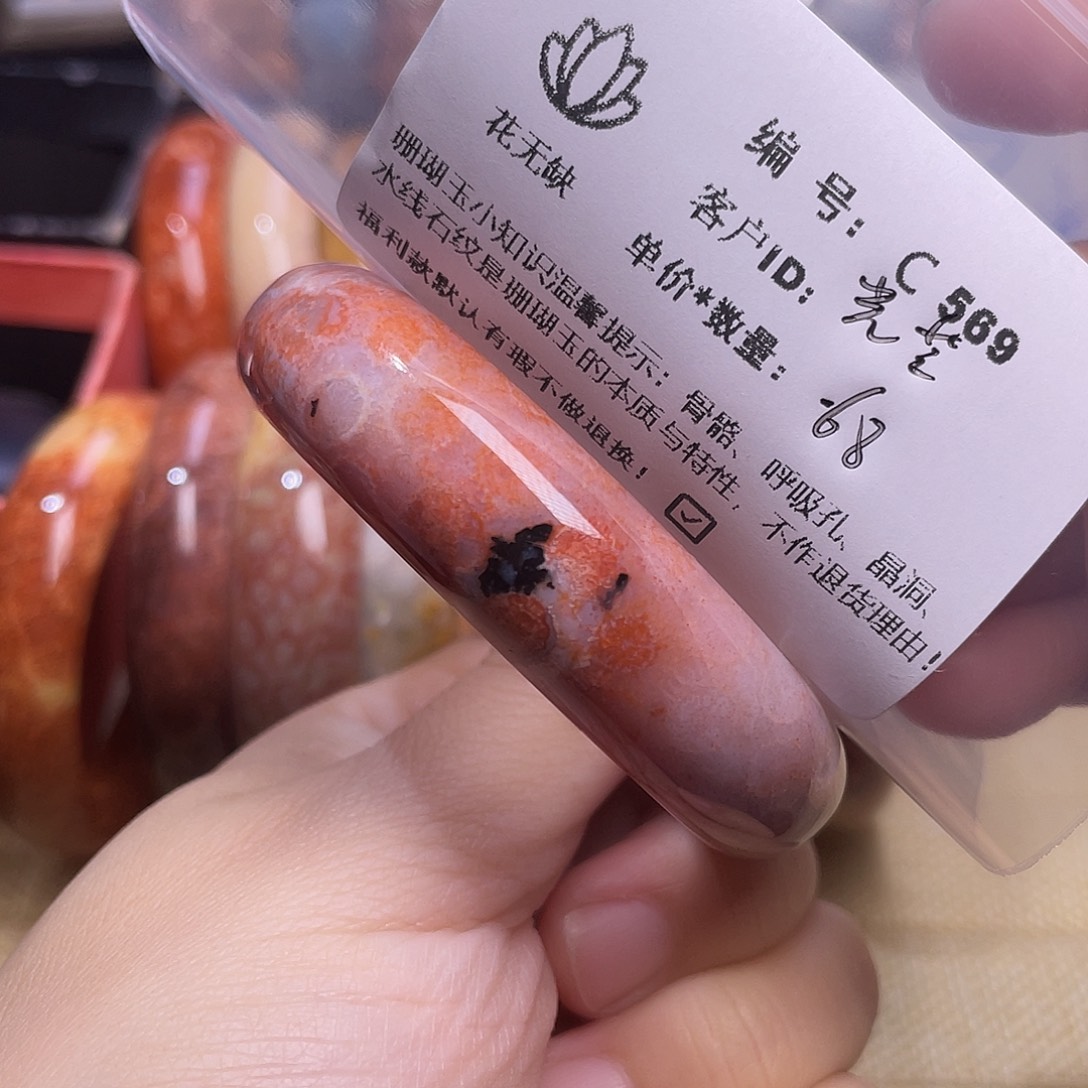 花无缺
编 号: C 569
客户ID:
单价*数量: 68
珊瑚玉小知识温馨提示: 骨骼、呼吸孔、晶洞、
水线石纹是珊瑚玉的本质与特性, 不作退货理由!
福利款默认有瑕不做退换! ☑